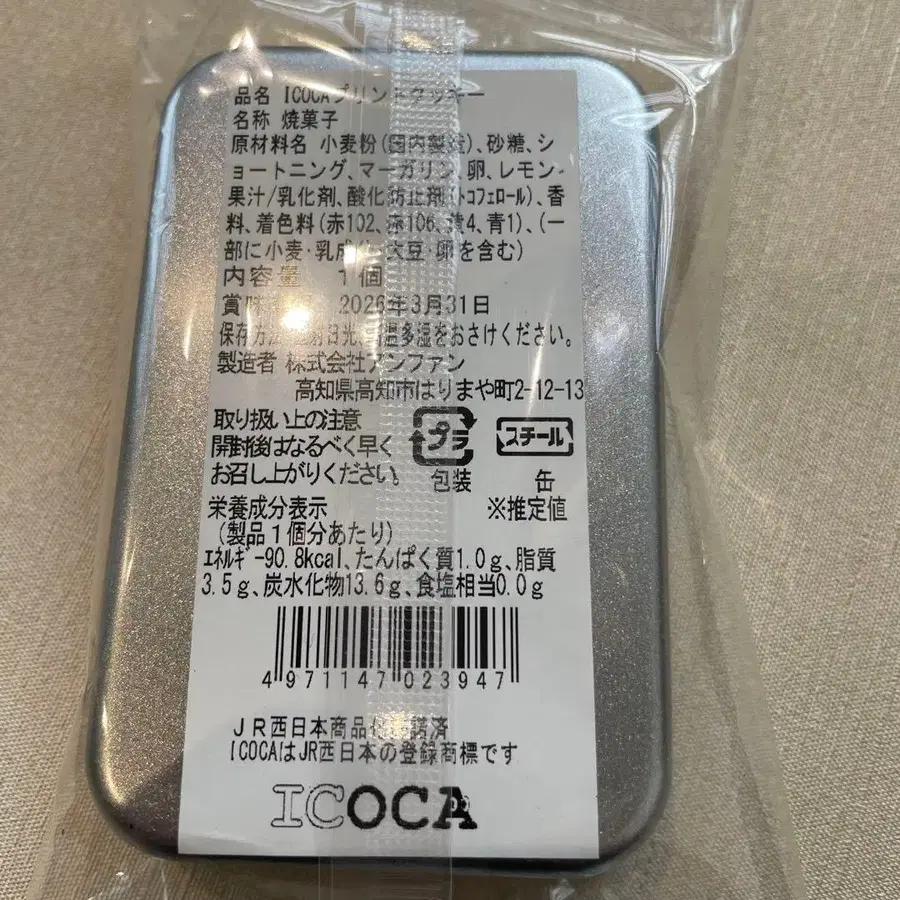 品名 ICOCAプリントクッキー
名称 焼菓子
原材料名 小麦粉(国内製造)、砂糖、シ
ョートニング、マーガリン、卵、レモン
果汁/乳化剤、酸化防止剤(トコフェロール)、香
料、着色料(赤102、赤106、黄4、青1)、(一
部に小麦・乳成分・大豆・卵を含む)
内容量 1個
賞味期限 2026年3月31日
保存方法 直射日光、高温多湿をおさけください。
製造者 株式会社アンファン
高知県高知市はりまや町2-12-13
取り扱い上の注意
開封後はなるべく早く
お召し上がりください。
プラ
包装
スチール
缶
栄養成分表示 ※推定値
(製品1個分あたり)
エネルギー90.8kcal、たんぱく質1.0g、脂質
3.5g、炭水化物13.6g、食塩相当0.0g
4 971147 023947
JR西日本商品化許諾済
ICOCAはJR西日本の登録商標です
ICOCA